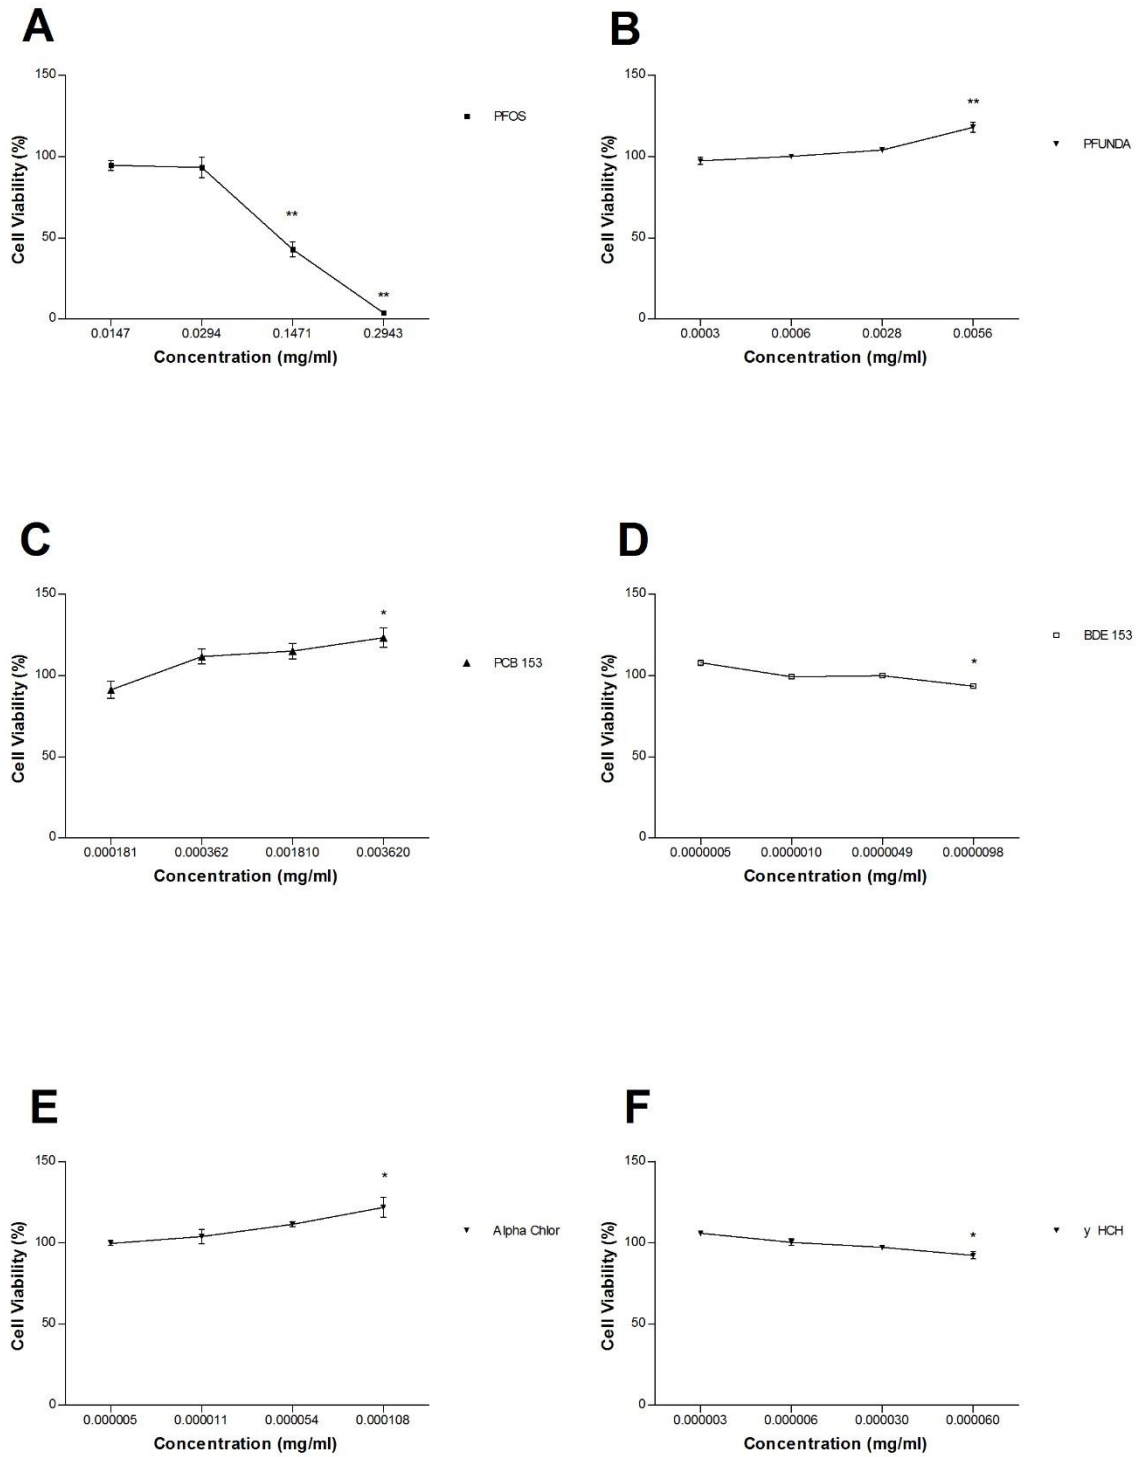 A
150
100
50
0
Cell Viability (%)
**
**
0.0147 0.0294 0.1471 0.2943
Concentration (mg/ml)
PFOS
B
150
100
50
0
Cell Viability (%)
**
0.0003 0.0006 0.0028 0.0056
Concentration (mg/ml)
PFUNDA
C
150
100
50
0
Cell Viability (%)
*
0.000181 0.000362 0.001810 0.003620
Concentration (mg/ml)
PCB 153
D
150
100
50
0
Cell Viability (%)
*
0.0000005 0.0000010 0.0000049 0.0000098
Concentration (mg/ml)
BDE 153
E
150
100
50
0
Cell Viability (%)
*
0.000005 0.000011 0.000054 0.000108
Concentration (mg/ml)
Alpha Chlor
F
150
100
50
0
Cell Viability (%)
*
0.000003 0.000006 0.000030 0.000060
Concentration (mg/ml)
y HCH